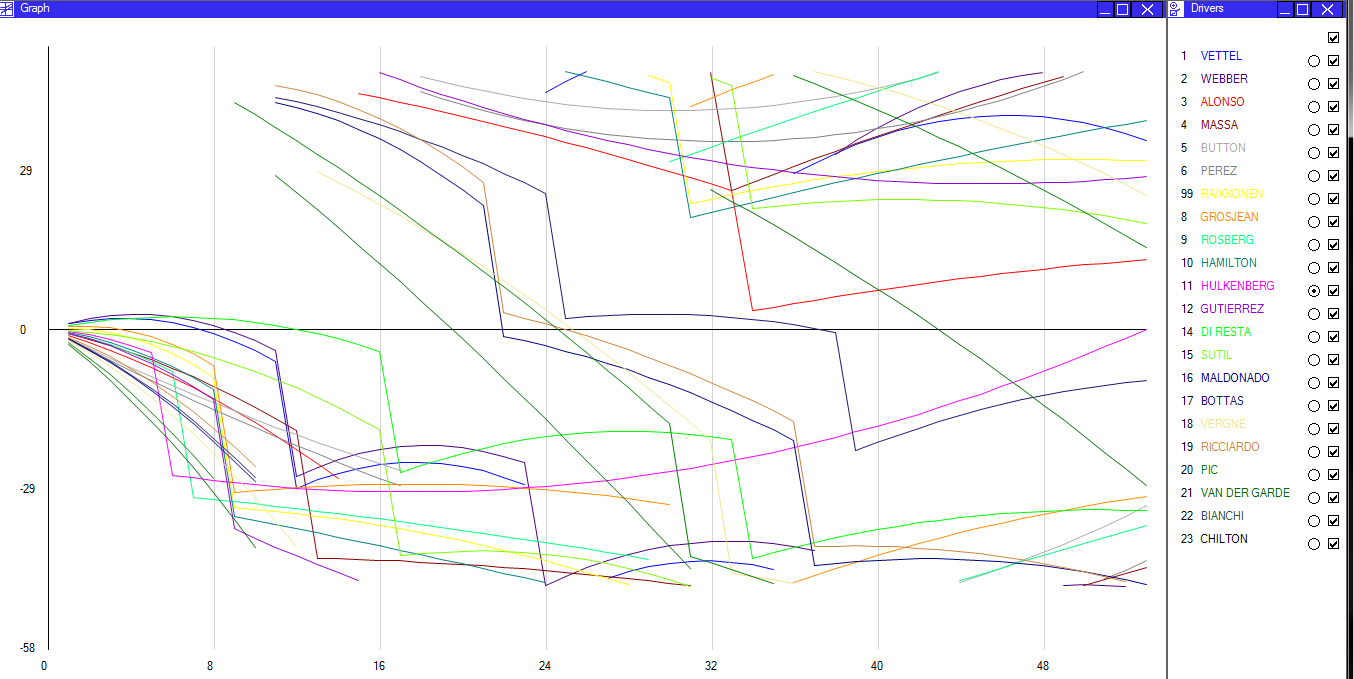 Graph
Drivers
29
0
-29
-58
0 8 16 24 32 40 48
1 VETTEL
2 WEBBER
3 ALONSO
4 MASSA
5 BUTTON
6 PEREZ
99 RAIKKONEN
8 GROSJEAN
9 ROSBERG
10 HAMILTON
11 HULKENBERG
12 GUTIERREZ
14 DI RESTA
15 SUTIL
16 MALDONADO
17 BOTTAS
18 VERGNE
19 RICCIARDO
20 PIC
21 VAN DER GARDE
22 BIANCHI
23 CHILTON